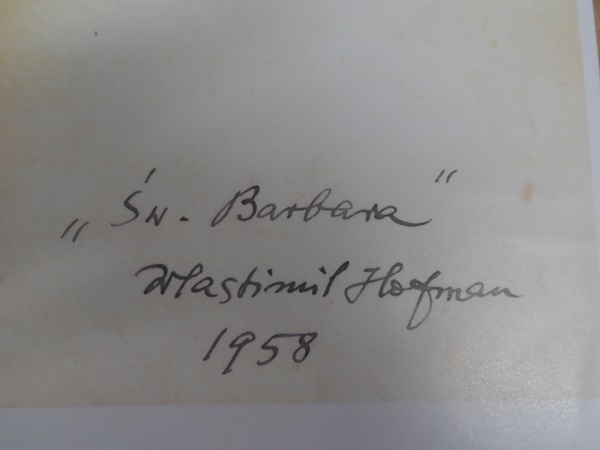 „Św. Barbara”
Wlastimil Hofman
1958